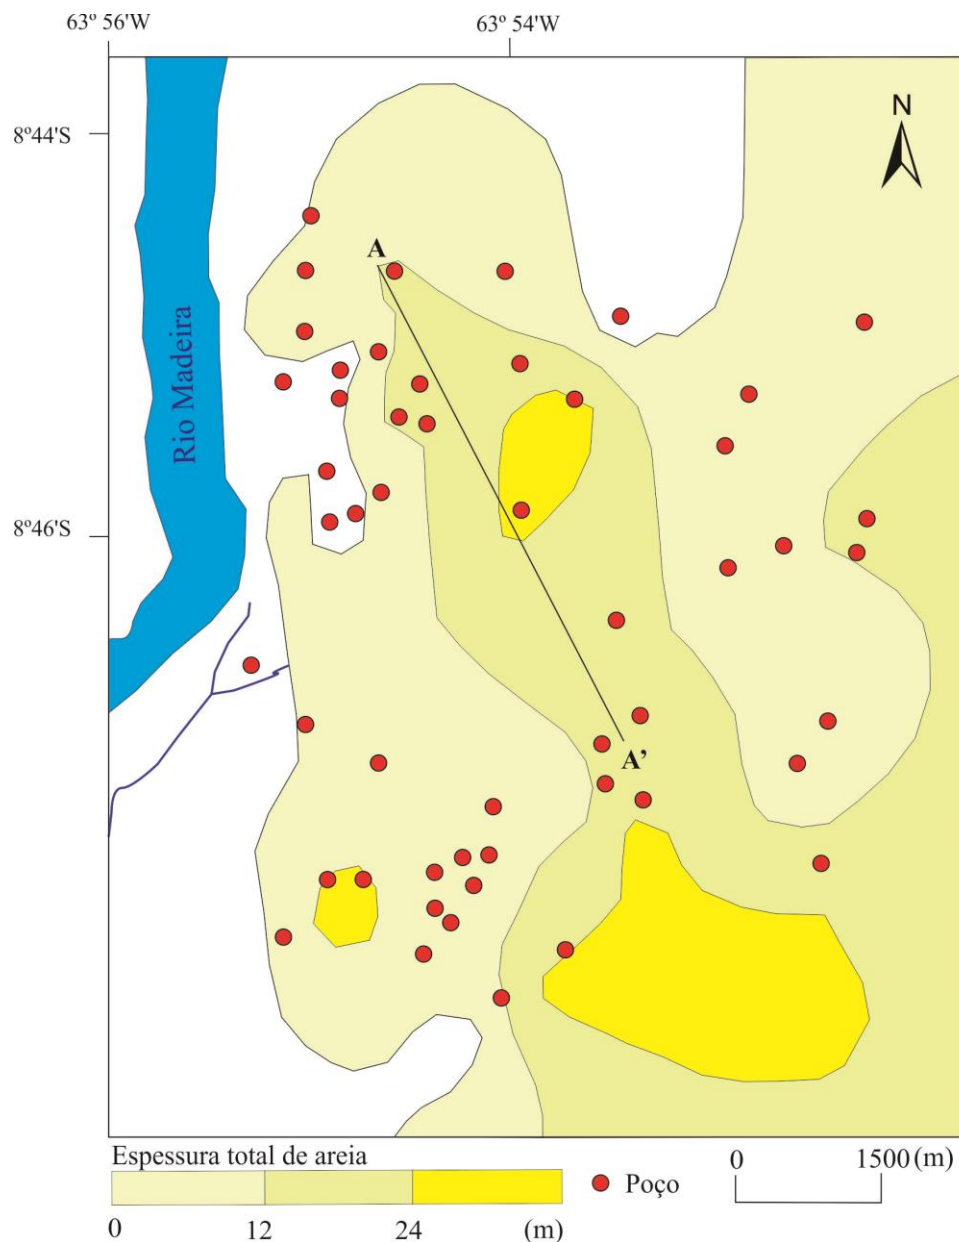 63º 56'W
63º 54'W
8º44'S
N
A
Rio Madeira
8º46'S
A'
Espessura total de areia
0 12 24 (m)
Poço
0 1500 (m)